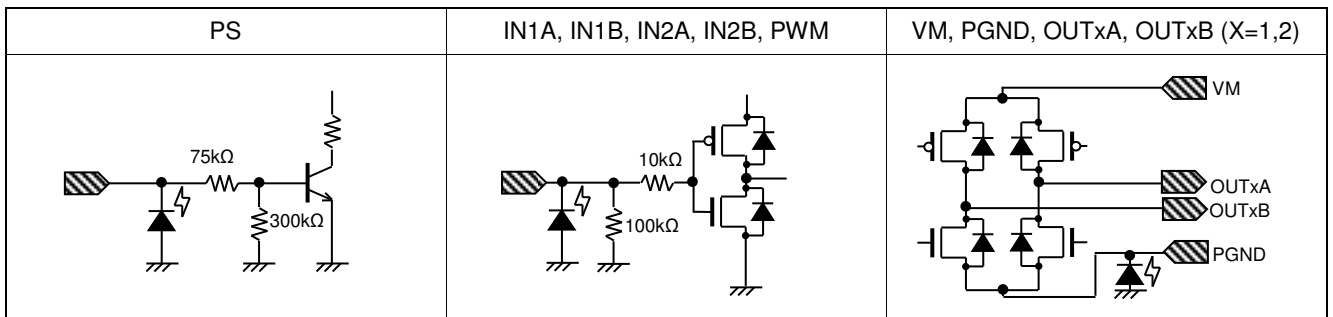 PS
IN1A, IN1B, IN2A, IN2B, PWM
VM, PGND, OUTxA, OUTxB (X=1,2)
75kΩ
300kΩ
10kΩ
100kΩ
VM
OUTxA
OUTxB
PGND